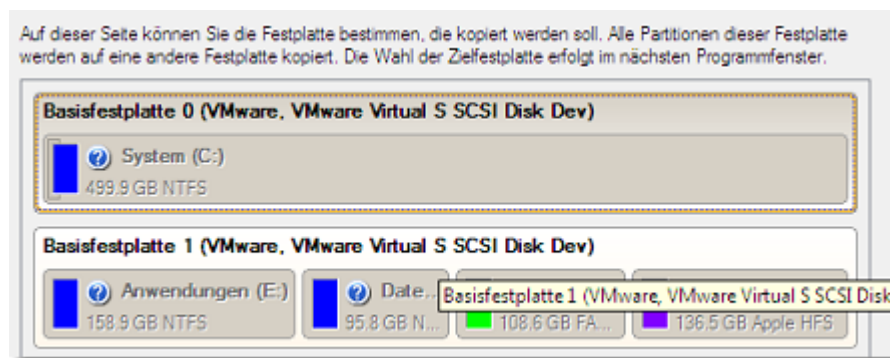 Auf dieser Seite können Sie die Festplatte bestimmen, die kopiert werden soll. Alle Partitionen dieser Festplatte
werden auf eine andere Festplatte kopiert. Die Wahl der Zielfestplatte erfolgt im nächsten Programmfenster.
Basisfestplatte 0 (VMware, VMware Virtual S SCSI Disk Dev)
System (C:)
499.9 GB NTFS
Basisfestplatte 1 (VMware, VMware Virtual S SCSI Disk Dev)
Anwendungen (E:)
158.9 GB NTFS
Date...
95.8 GB N...
Basisfestplatte 1 (VMware, VMware Virtual S SCSI Disk
108.6 GB FA...
136.5 GB Apple HFS